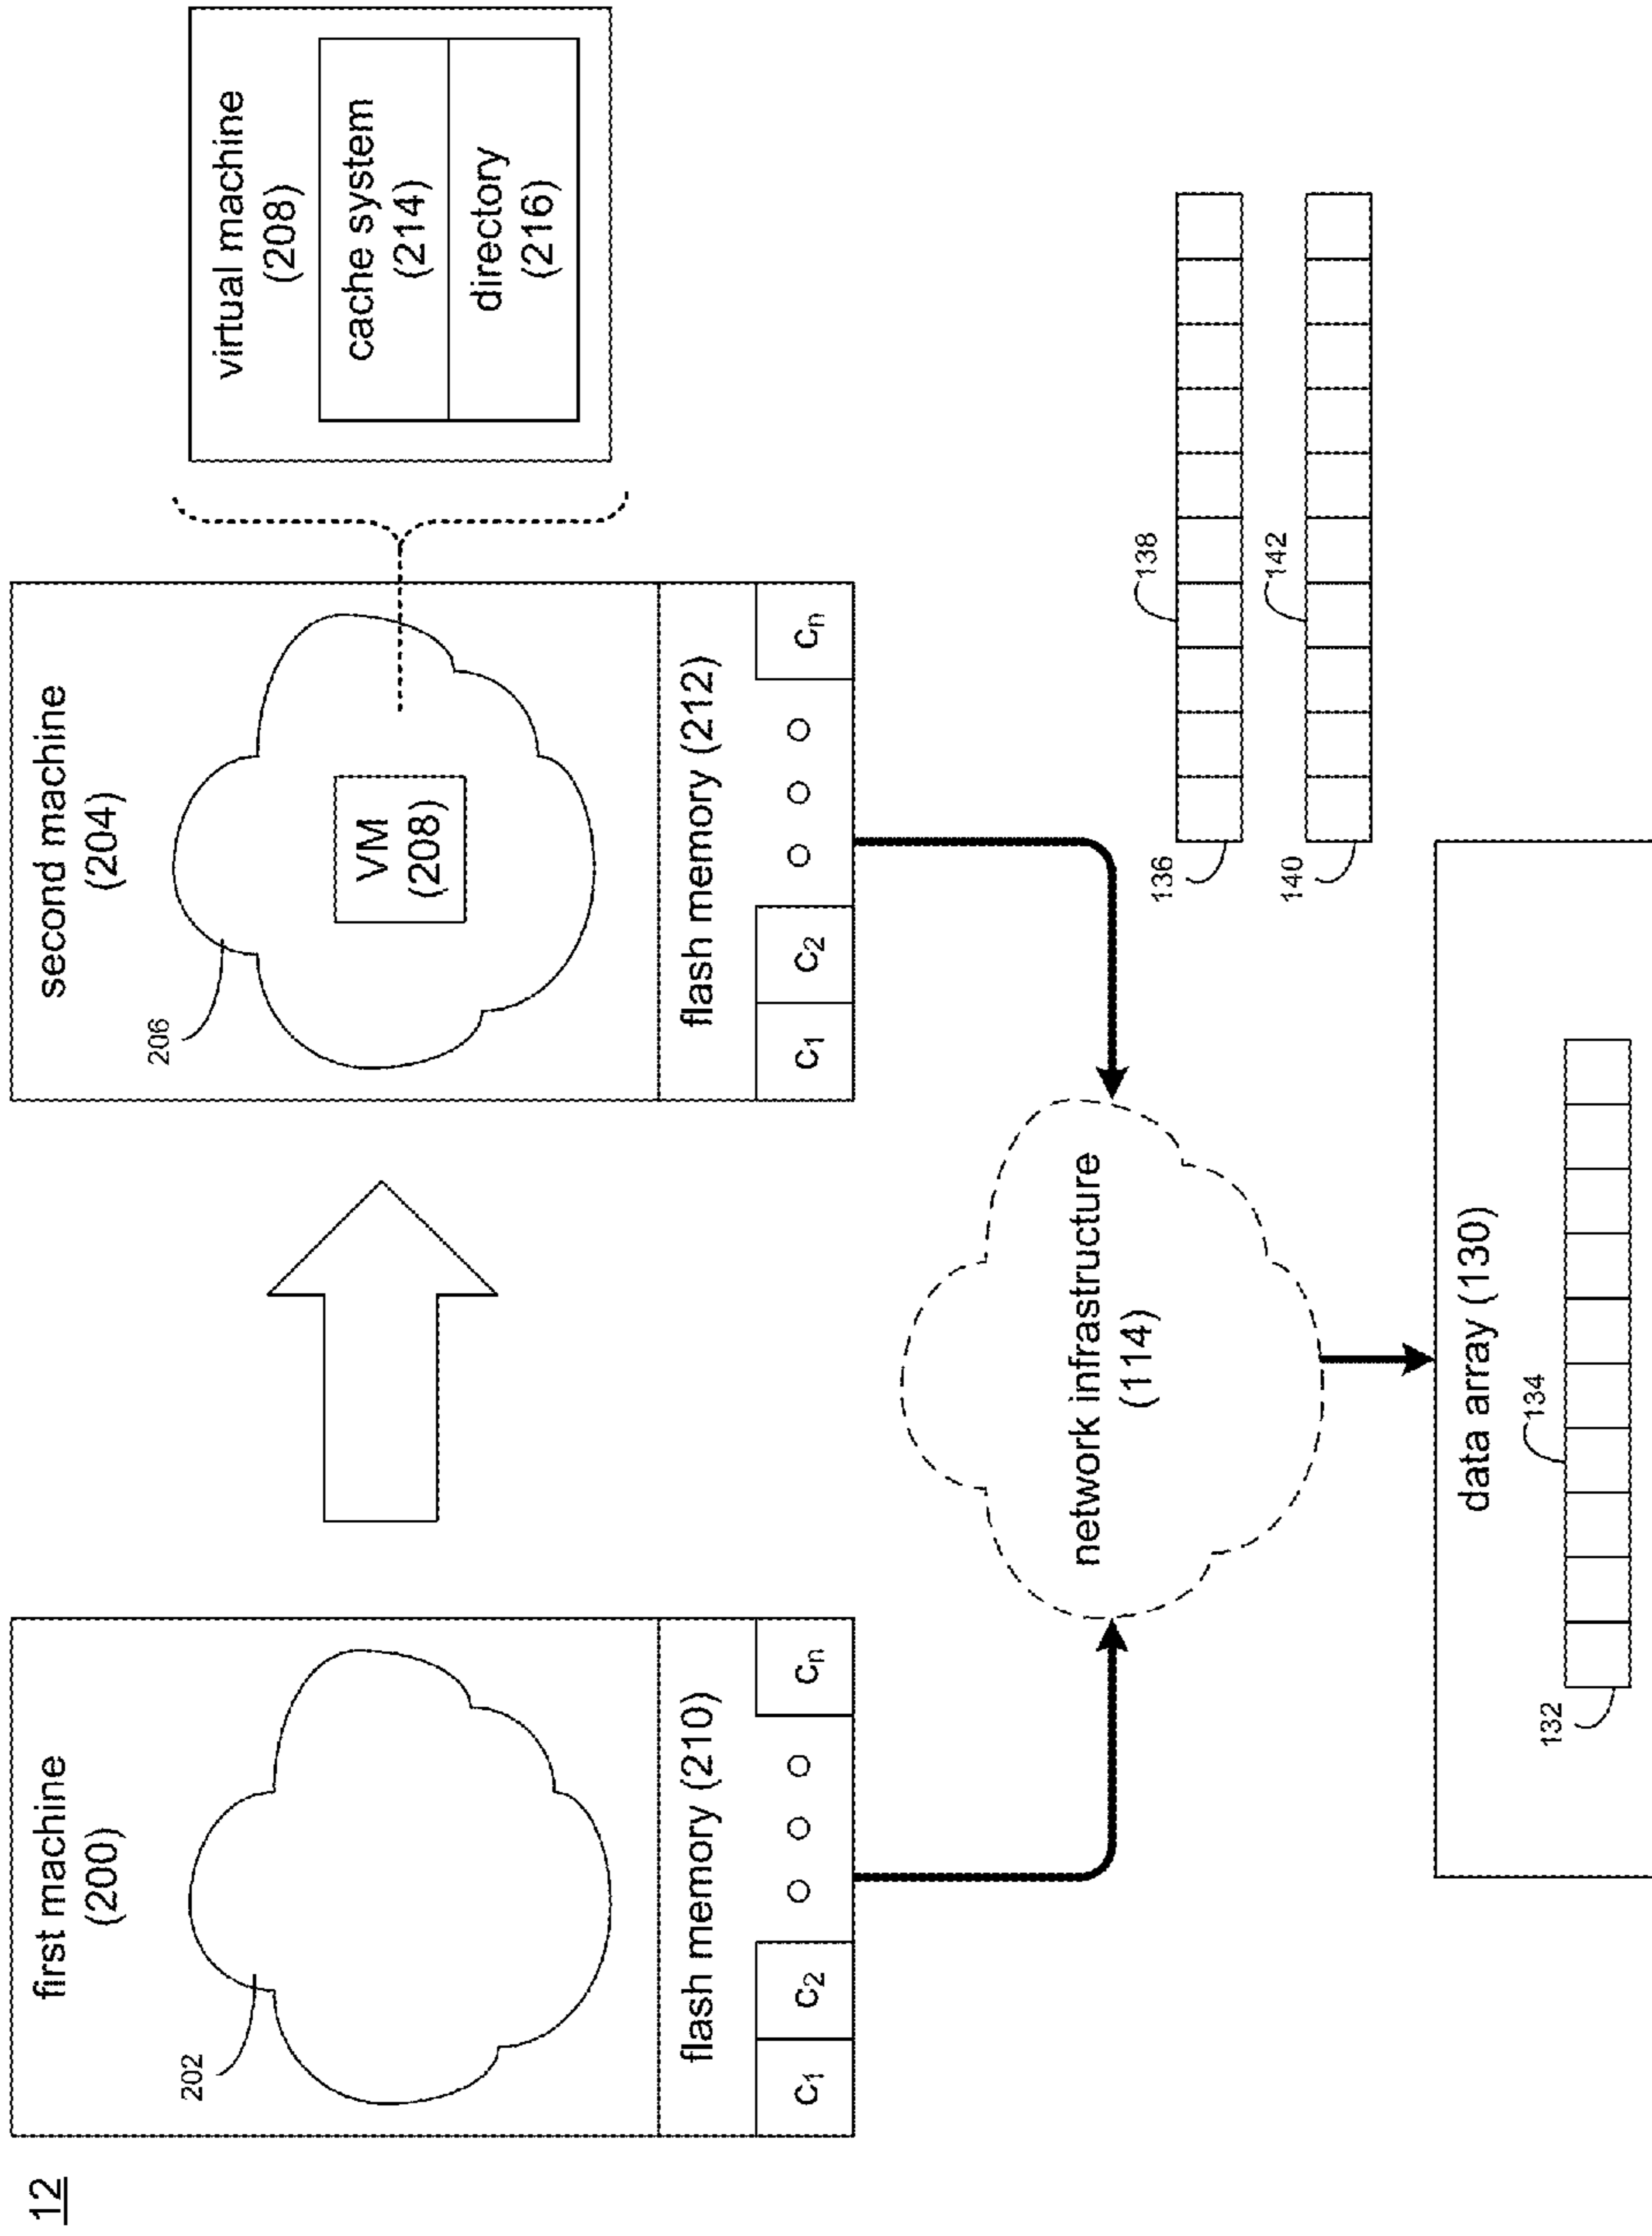 12
first machine
(200)
202
flash memory (210)
C1
C2
Cn
second machine
(204)
206
VM
(208)
flash memory (212)
C1
C2
Cn
virtual machine
(208)
cache system
(214)
directory
(216)
network infrastructure
(114)
136
138
140
142
data array (130)
132
134